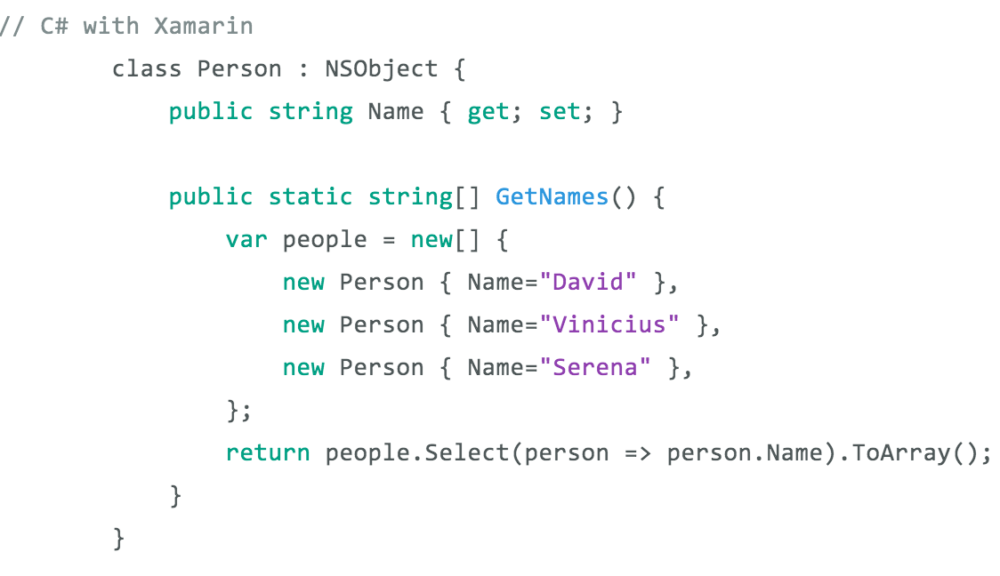 // C# with Xamarin
class Person : NSObject {
public string Name { get; set; }
public static string[] GetNames() {
var people = new[] {
new Person { Name="David" },
new Person { Name="Vinicius" },
new Person { Name="Serena" },
};
return people.Select(person => person.Name).ToArray();
}
}